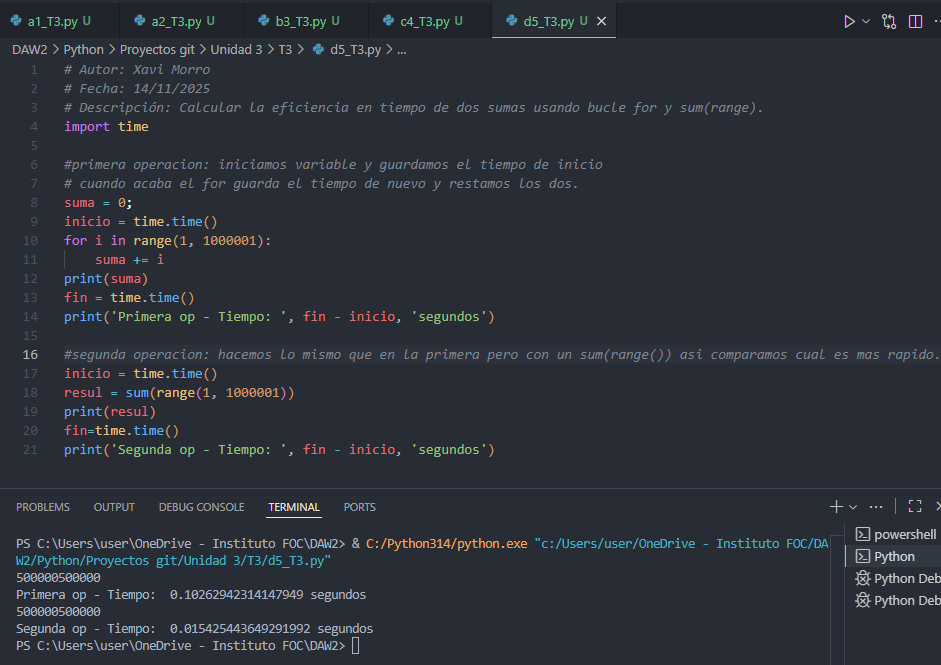 a1_T3.py U
a2_T3.py U
b3_T3.py U
c4_T3.py U
d5_T3.py U
DAW2 > Python > Proyectos git > Unidad 3 > T3 > d5_T3.py > ...
1 # Autor: Xavi Morro
2 # Fecha: 14/11/2025
3 # Descripción: Calcular la eficiencia en tiempo de dos sumas usando bucle for y sum(range).
4 import time
5
6 #primera operacion: iniciamos variable y guardamos el tiempo de inicio
7 # cuando acaba el for guarda el tiempo de nuevo y restamos los dos.
8 suma = 0;
9 inicio = time.time()
10 for i in range(1, 1000001):
11     suma += i
12 print(suma)
13 fin = time.time()
14 print('Primera op - Tiempo: ', fin - inicio, 'segundos')
15
16 #segunda operacion: hacemos lo mismo que en la primera pero con un sum(range()) asi comparamos cual es mas rapido.
17 inicio = time.time()
18 resul = sum(range(1, 1000001))
19 print(resul)
20 fin=time.time()
21 print('Segunda op - Tiempo: ', fin - inicio, 'segundos')
PROBLEMS OUTPUT DEBUG CONSOLE TERMINAL PORTS
PS C:\Users\user\OneDrive - Instituto FOC\DAW2> & C:/Python314/python.exe "c:/Users/user/OneDrive - Instituto FOC/DA
W2/Python/Proyectos git/Unidad 3/T3/d5_T3.py"
500000500000
Primera op - Tiempo:  0.10262942314147949 segundos
500000500000
Segunda op - Tiempo:  0.015425443649291992 segundos
PS C:\Users\user\OneDrive - Instituto FOC\DAW2>
powershell
Python
Python Deb
Python Deb